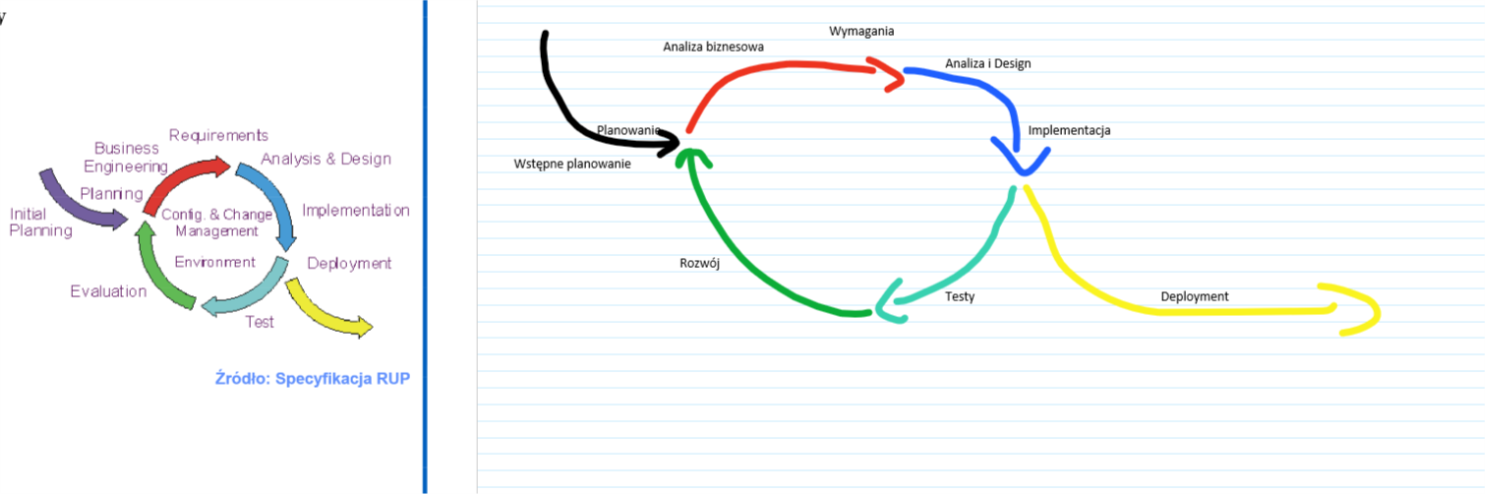 y
Requirements
Business
Engineering
Analysis & Design
Planning
Initial
Planning
Config. & Change
Management
Implementation
Environment
Deployment
Evaluation
Test
Źródło: Specyfikacja RUP
Wymagania
Analiza biznesowa
Analiza i Design
Planowanie
Implementacja
Wstępne planowanie
Rozwój
Testy
Deployment